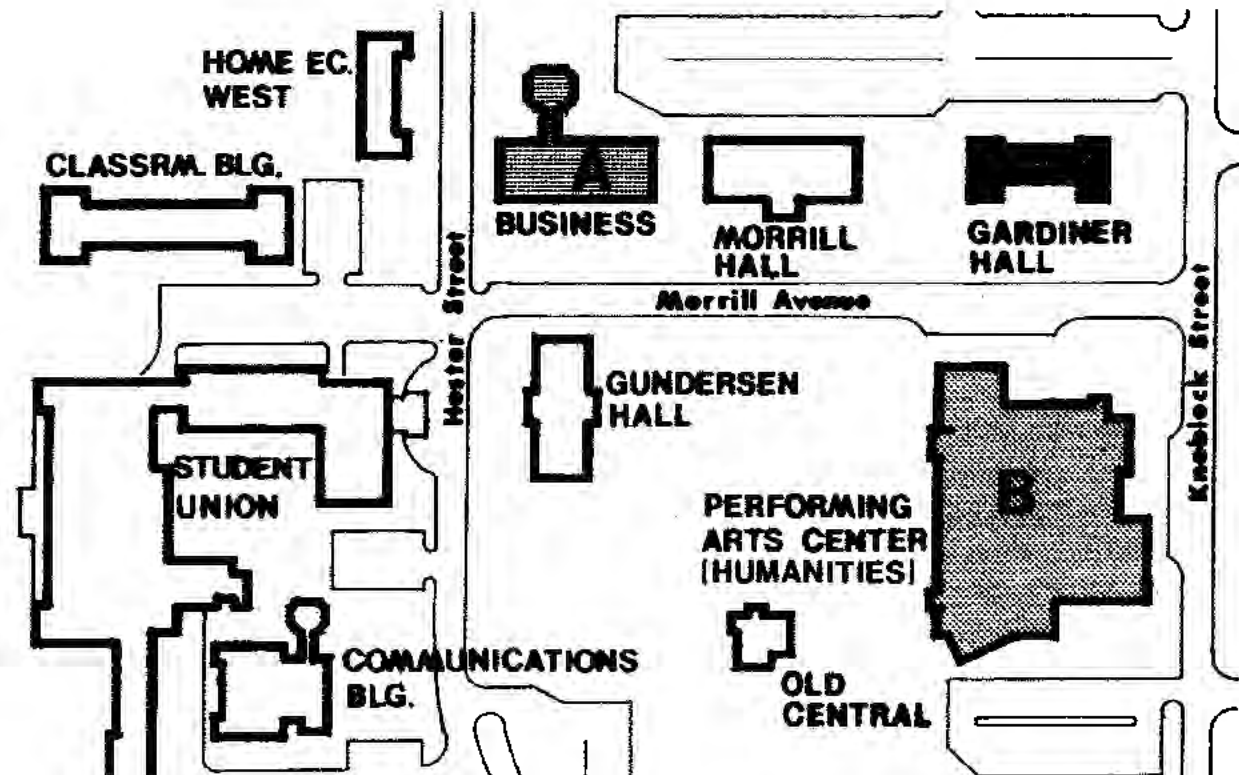 HOME EC.
WEST
CLASSRM. BLG.
A
BUSINESS
MORRILL
HALL
GARDINER
HALL
Hester Street
Morrill Avenue
Knoblock Street
GUNDERSEN
HALL
STUDENT
UNION
B
PERFORMING
ARTS CENTER
(HUMANITIES)
COMMUNICATIONS
BLG.
OLD
CENTRAL